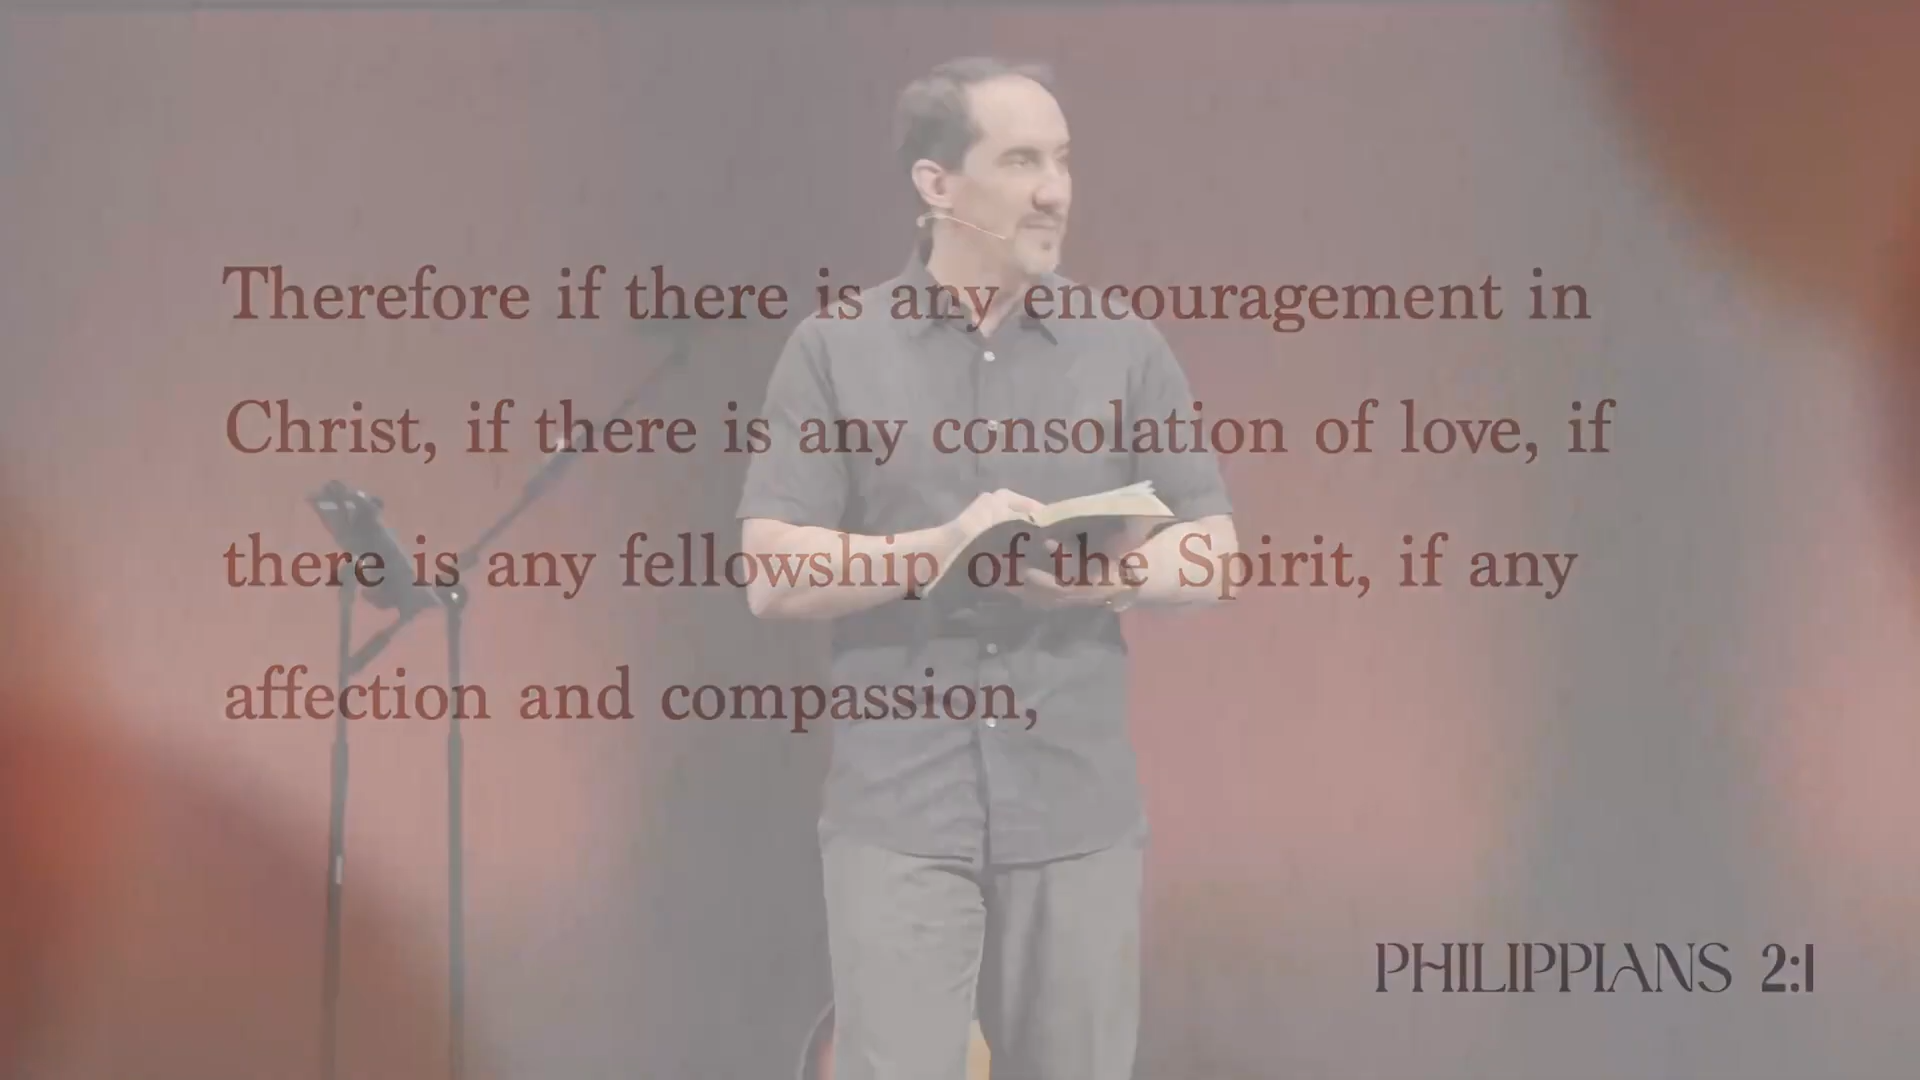 Therefore if there is any encouragement in
Christ, if there is any consolation of love, if
there is any fellowship of the Spirit, if any
affection and compassion,
PHILIPPIANS 2:1